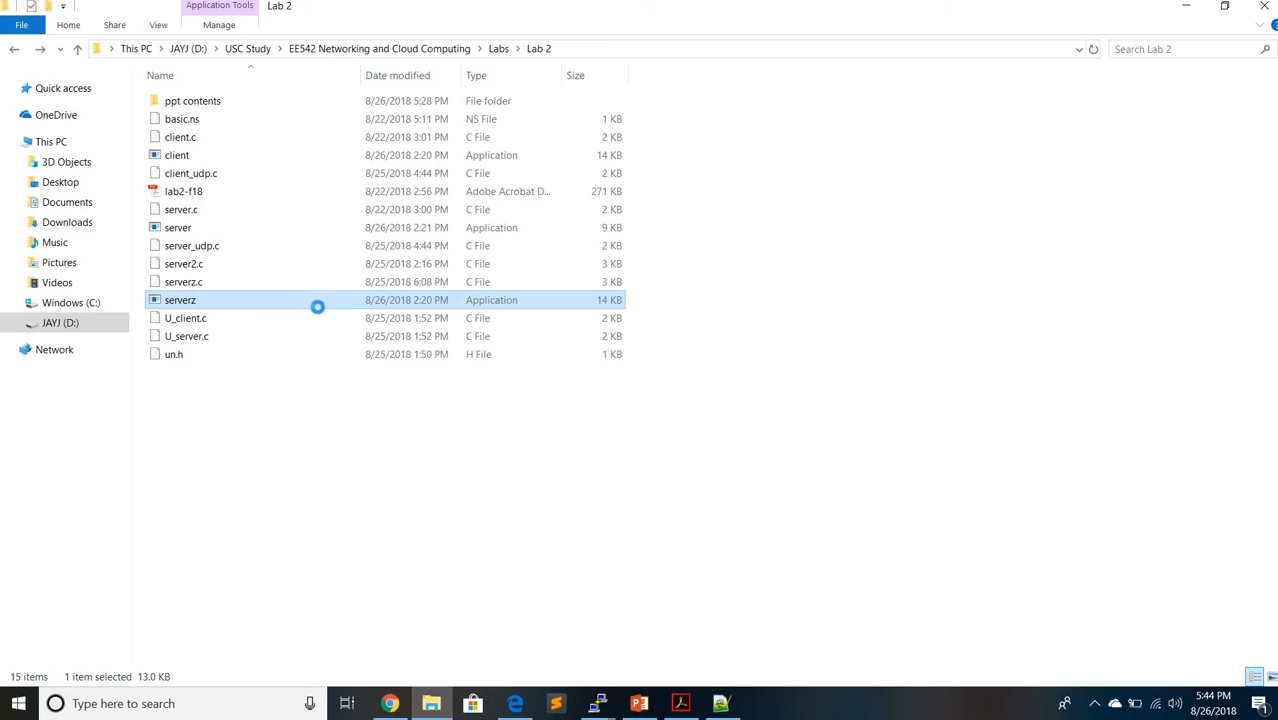 Application Tools Lab 2
File Home Share View Manage
This PC JAYJ (D:) USC Study EE542 Networking and Cloud Computing Labs Lab 2 Search Lab 2
Name Date modified Type Size
Quick access
OneDrive
This PC
3D Objects
Desktop
Documents
Downloads
Music
Pictures
Videos
Windows (C:)
JAYJ (D:)
Network
ppt contents 8/26/2018 5:28 PM File folder
basic.ns 8/22/2018 5:11 PM NS File 1 KB
client.c 8/22/2018 3:01 PM C File 2 KB
client 8/26/2018 2:20 PM Application 14 KB
client_udp.c 8/25/2018 4:44 PM C File 2 KB
lab2-f18 8/22/2018 2:56 PM Adobe Acrobat D... 271 KB
server.c 8/22/2018 3:00 PM C File 2 KB
server 8/26/2018 2:21 PM Application 9 KB
server_udp.c 8/25/2018 4:44 PM C File 2 KB
server2.c 8/25/2018 2:16 PM C File 3 KB
serverz.c 8/25/2018 6:08 PM C File 3 KB
serverz 8/26/2018 2:20 PM Application 14 KB
U_client.c 8/25/2018 1:52 PM C File 2 KB
U_server.c 8/25/2018 1:52 PM C File 2 KB
un.h 8/25/2018 1:50 PM H File 1 KB
15 items 1 item selected 13.0 KB
Type here to search
5:44 PM
8/26/2018